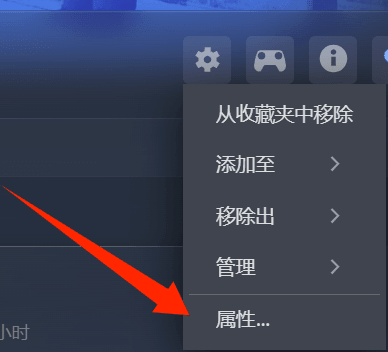 从收藏夹中移除
添加至
移除出
管理
属性...
小时